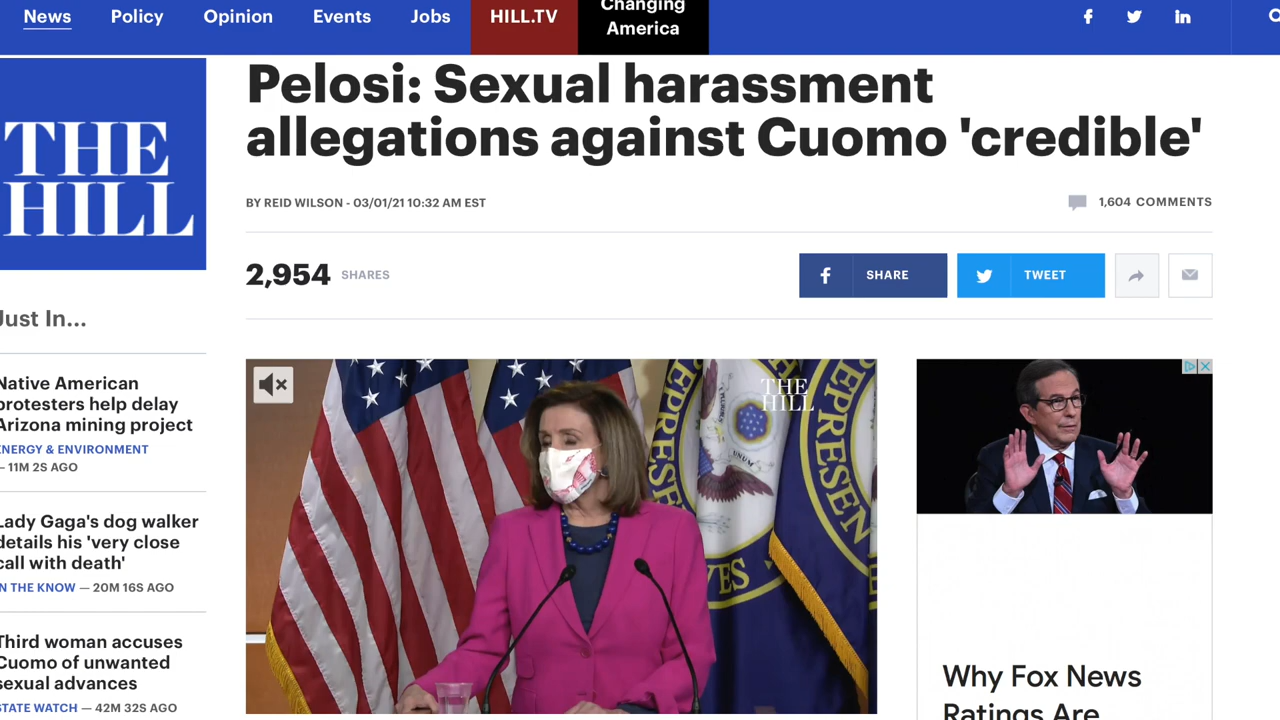 News
Policy
Opinion
Events
Jobs
HILL.TV
Changing
America
THE
HILL
Pelosi: Sexual harassment
allegations against Cuomo 'credible'
BY REID WILSON - 03/01/21 10:32 AM EST
1,604 COMMENTS
2,954 SHARES
SHARE
TWEET
Just In...
Native American
protesters help delay
Arizona mining project
ENERGY & ENVIRONMENT
— 11M 2S AGO
Lady Gaga's dog walker
details his 'very close
call with death'
IN THE KNOW — 20M 16S AGO
Third woman accuses
Cuomo of unwanted
sexual advances
STATE WATCH — 42M 32S AGO
THE
HILL
UNUM
Why Fox News
Ratings Are